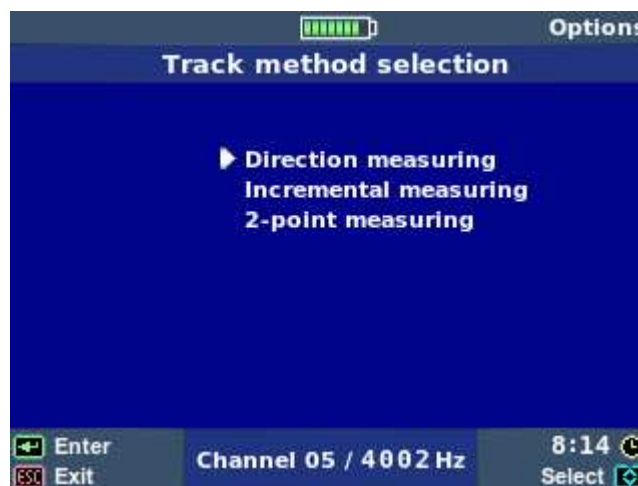 Options
Track method selection
Direction measuring
Incremental measuring
2-point measuring
Enter
8:14
Channel 05 / 4002 Hz
ESC Exit
Select